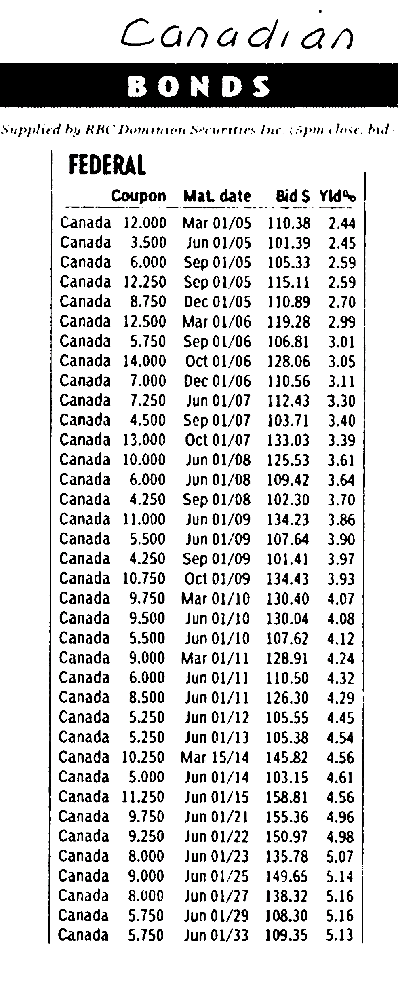 Canadian
BONDS
Supplied by RBC Dominion Securities Inc. (5pm close, bid)
FEDERAL
Coupon Mat. date Bid $ Yld%
Canada 12.000 Mar 01/05 110.38 2.44
Canada 3.500 Jun 01/05 101.39 2.45
Canada 6.000 Sep 01/05 105.33 2.59
Canada 12.250 Sep 01/05 115.11 2.59
Canada 8.750 Dec 01/05 110.89 2.70
Canada 12.500 Mar 01/06 119.28 2.99
Canada 5.750 Sep 01/06 106.81 3.01
Canada 14.000 Oct 01/06 128.06 3.05
Canada 7.000 Dec 01/06 110.56 3.11
Canada 7.250 Jun 01/07 112.43 3.30
Canada 4.500 Sep 01/07 103.71 3.40
Canada 13.000 Oct 01/07 133.03 3.39
Canada 10.000 Jun 01/08 125.53 3.61
Canada 6.000 Jun 01/08 109.42 3.64
Canada 4.250 Sep 01/08 102.30 3.70
Canada 11.000 Jun 01/09 134.23 3.86
Canada 5.500 Jun 01/09 107.64 3.90
Canada 4.250 Sep 01/09 101.41 3.97
Canada 10.750 Oct 01/09 134.43 3.93
Canada 9.750 Mar 01/10 130.40 4.07
Canada 9.500 Jun 01/10 130.04 4.08
Canada 5.500 Jun 01/10 107.62 4.12
Canada 9.000 Mar 01/11 128.91 4.24
Canada 6.000 Jun 01/11 110.50 4.32
Canada 8.500 Jun 01/11 126.30 4.29
Canada 5.250 Jun 01/12 105.55 4.45
Canada 5.250 Jun 01/13 105.38 4.54
Canada 10.250 Mar 15/14 145.82 4.56
Canada 5.000 Jun 01/14 103.15 4.61
Canada 11.250 Jun 01/15 158.81 4.56
Canada 9.750 Jun 01/21 155.36 4.96
Canada 9.250 Jun 01/22 150.97 4.98
Canada 8.000 Jun 01/23 135.78 5.07
Canada 9.000 Jun 01/25 149.65 5.14
Canada 8.000 Jun 01/27 138.32 5.16
Canada 5.750 Jun 01/29 108.30 5.16
Canada 5.750 Jun 01/33 109.35 5.13